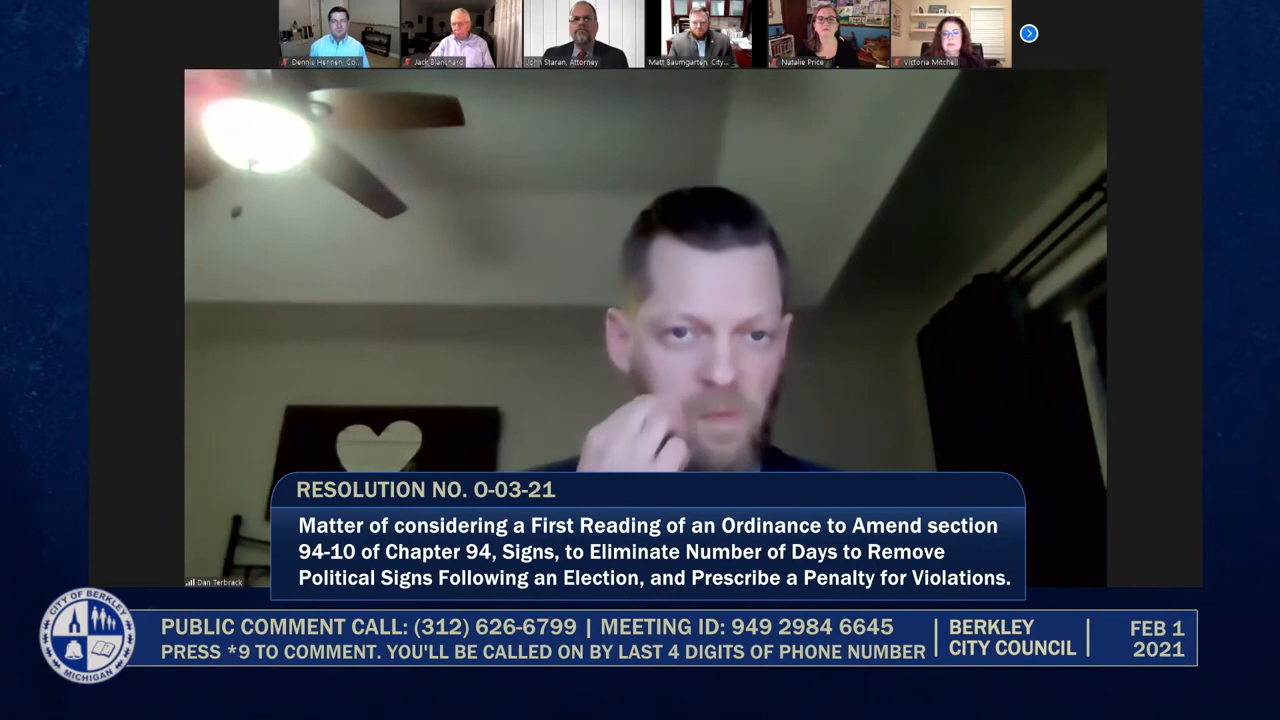 Dennis Hennen, Co...
Jack Blanchard
John Staran, Attorney
Matt Baumgarten, City...
Natalie Price
Victoria Mitchell
Dan Terbrack
RESOLUTION NO. O-03-21
Matter of considering a First Reading of an Ordinance to Amend section
94-10 of Chapter 94, Signs, to Eliminate Number of Days to Remove
Political Signs Following an Election, and Prescribe a Penalty for Violations.
CITY OF BERKLEY
MICHIGAN
PUBLIC COMMENT CALL: (312) 626-6799 | MEETING ID: 949 2984 6645
PRESS *9 TO COMMENT. YOU'LL BE CALLED ON BY LAST 4 DIGITS OF PHONE NUMBER
BERKLEY
CITY COUNCIL
FEB 1
2021